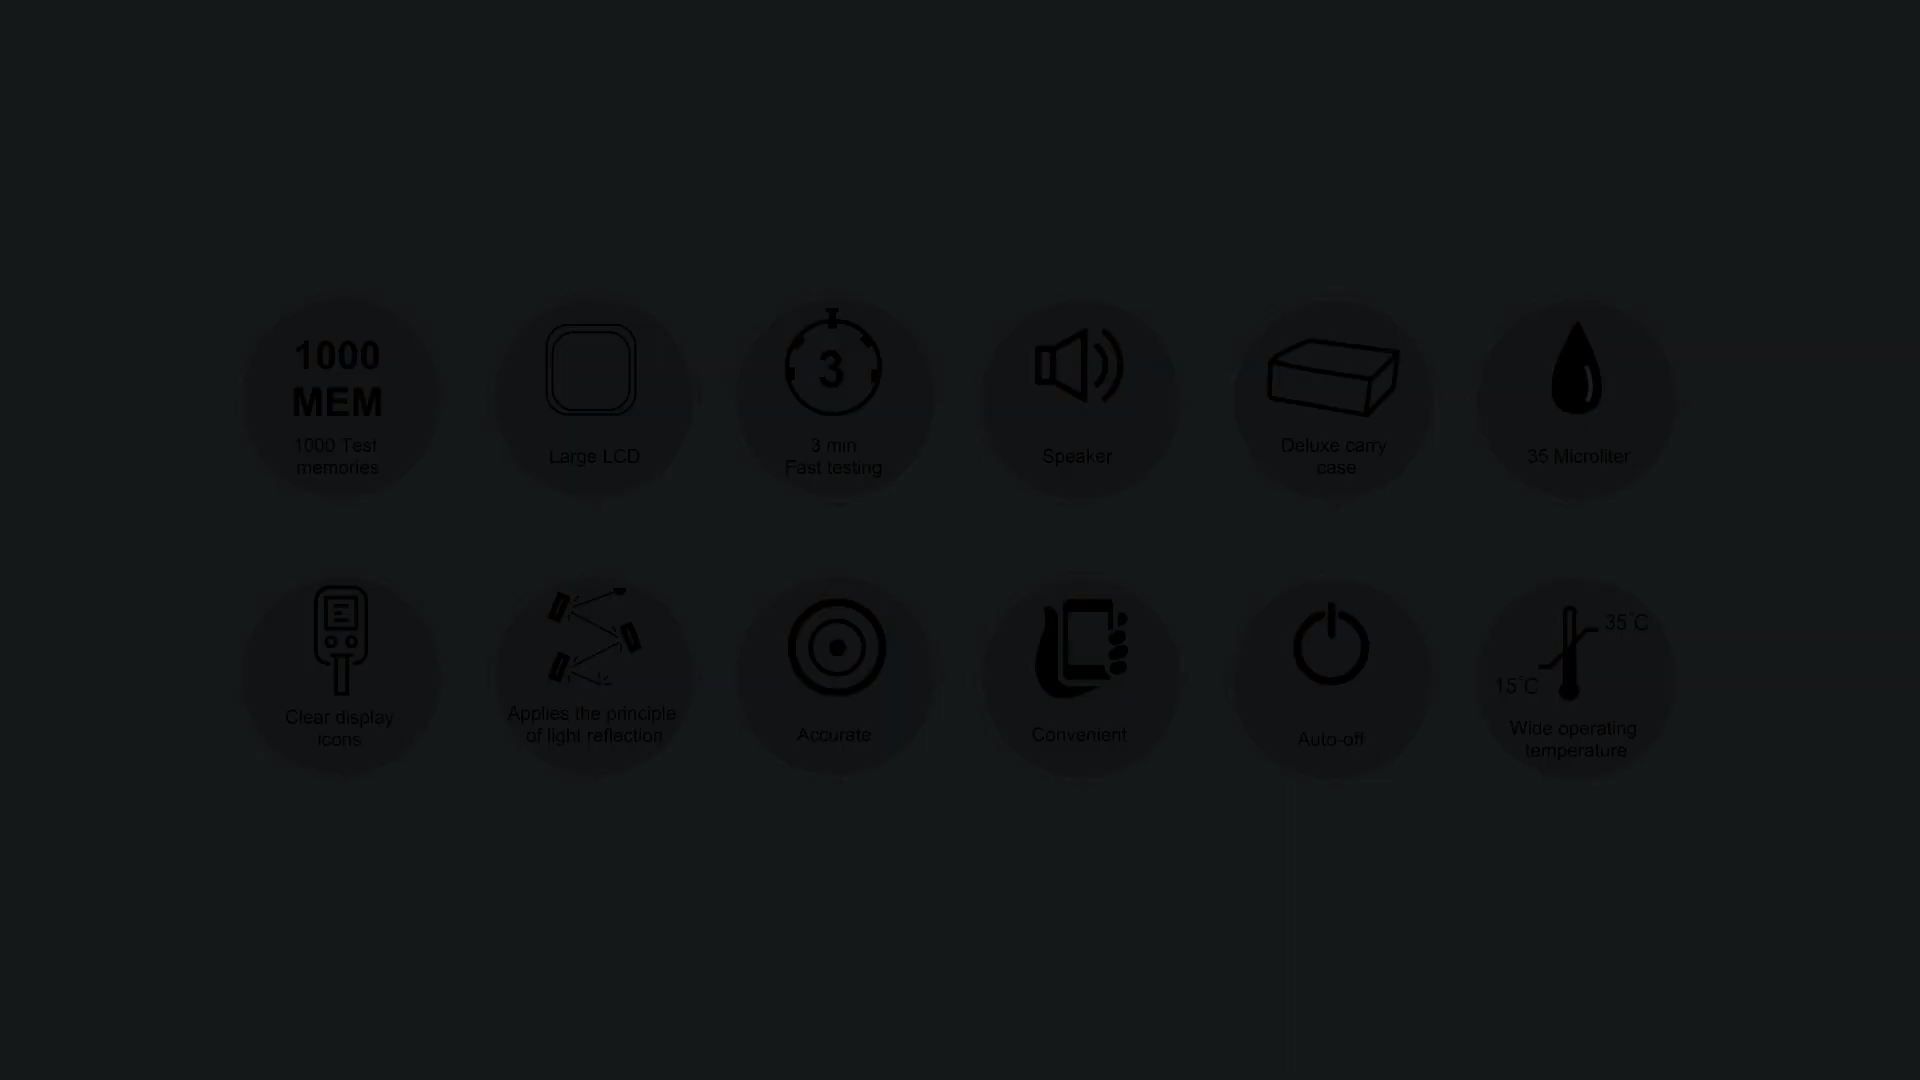 1000
MEM
1000 Test
memories
Large LCD
3
3 min
Fast testing
Speaker
Deluxe carry
case
35 Microliter
Clear display
icons
Applies the principle
of light reflection
Accurate
Convenient
Auto-off
35°C
15°C
Wide operating
temperature